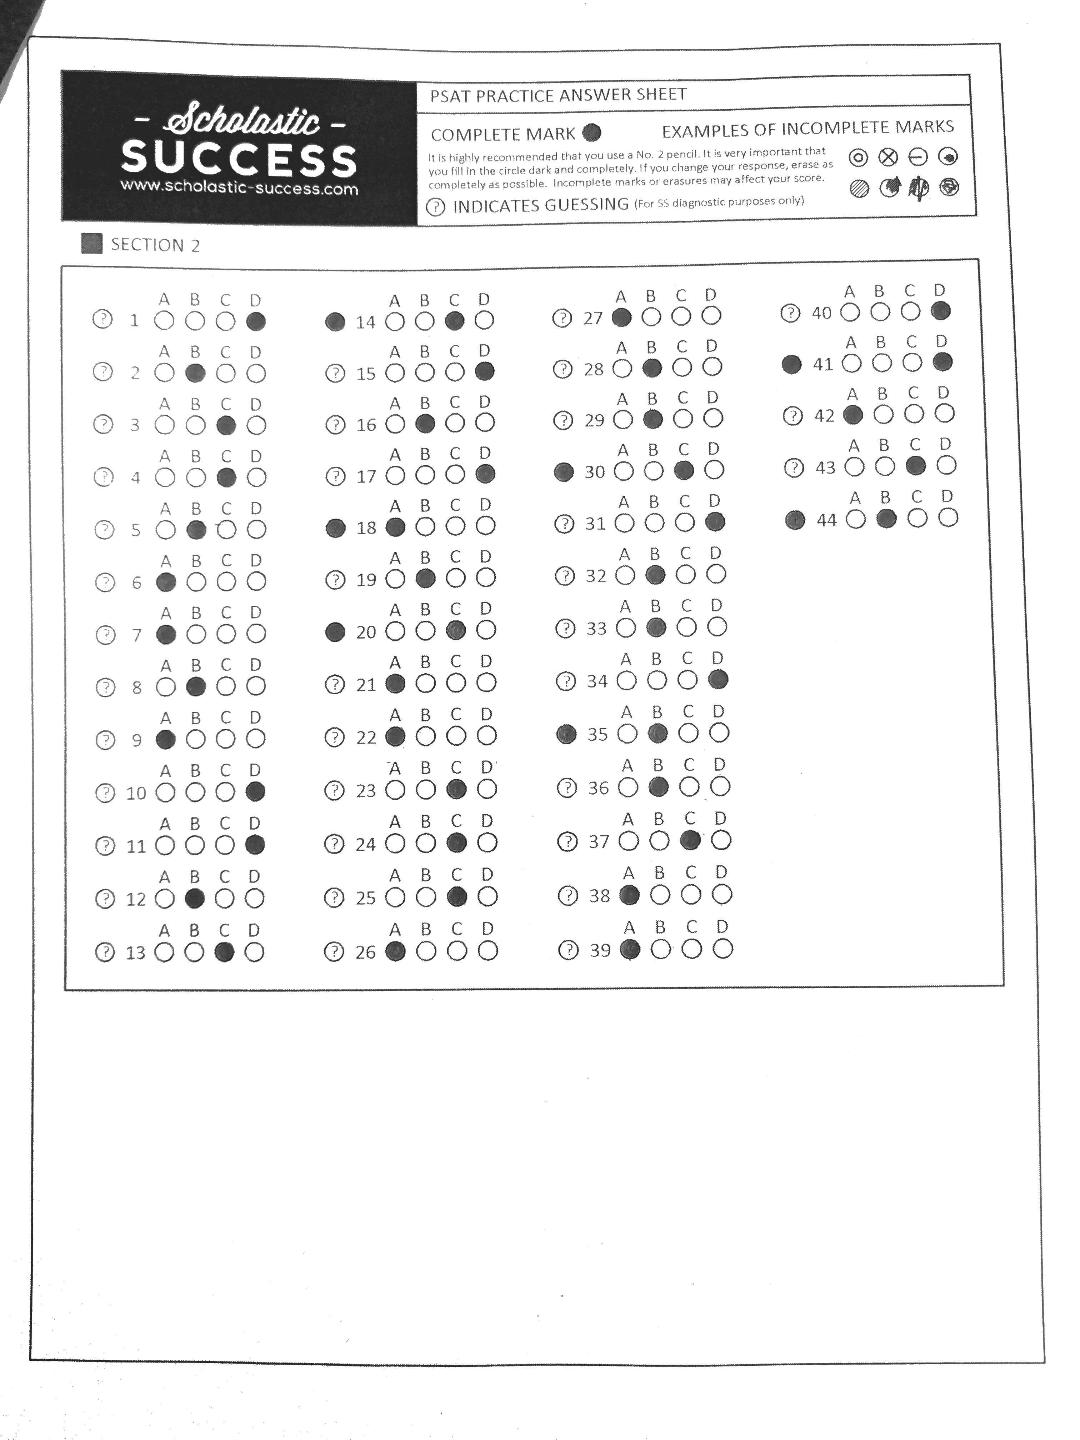 – Scholastic –
SUCCESS
www.scholastic-success.com
PSAT PRACTICE ANSWER SHEET
COMPLETE MARK
EXAMPLES OF INCOMPLETE MARKS
It is highly recommended that you use a No. 2 pencil. It is very important that
you fill in the circle dark and completely. If you change your response, erase as
completely as possible. Incomplete marks or erasures may affect your score.
? INDICATES GUESSING (For SS diagnostic purposes only)
SECTION 2
A B C D
? 1
A B C D
? 2
A B C D
? 3
A B C D
? 4
A B C D
? 5
A B C D
? 6
A B C D
? 7
A B C D
? 8
A B C D
? 9
A B C D
? 10
A B C D
? 11
A B C D
? 12
A B C D
? 13
A B C D
14
A B C D
? 15
A B C D
? 16
A B C D
? 17
A B C D
18
A B C D
? 19
A B C D
20
A B C D
? 21
A B C D
? 22
A B C D
? 23
A B C D
? 24
A B C D
? 25
A B C D
? 26
A B C D
? 27
A B C D
? 28
A B C D
? 29
A B C D
30
A B C D
? 31
A B C D
? 32
A B C D
? 33
A B C D
? 34
A B C D
35
A B C D
? 36
A B C D
? 37
A B C D
? 38
A B C D
? 39
A B C D
? 40
A B C D
41
A B C D
? 42
A B C D
? 43
A B C D
44